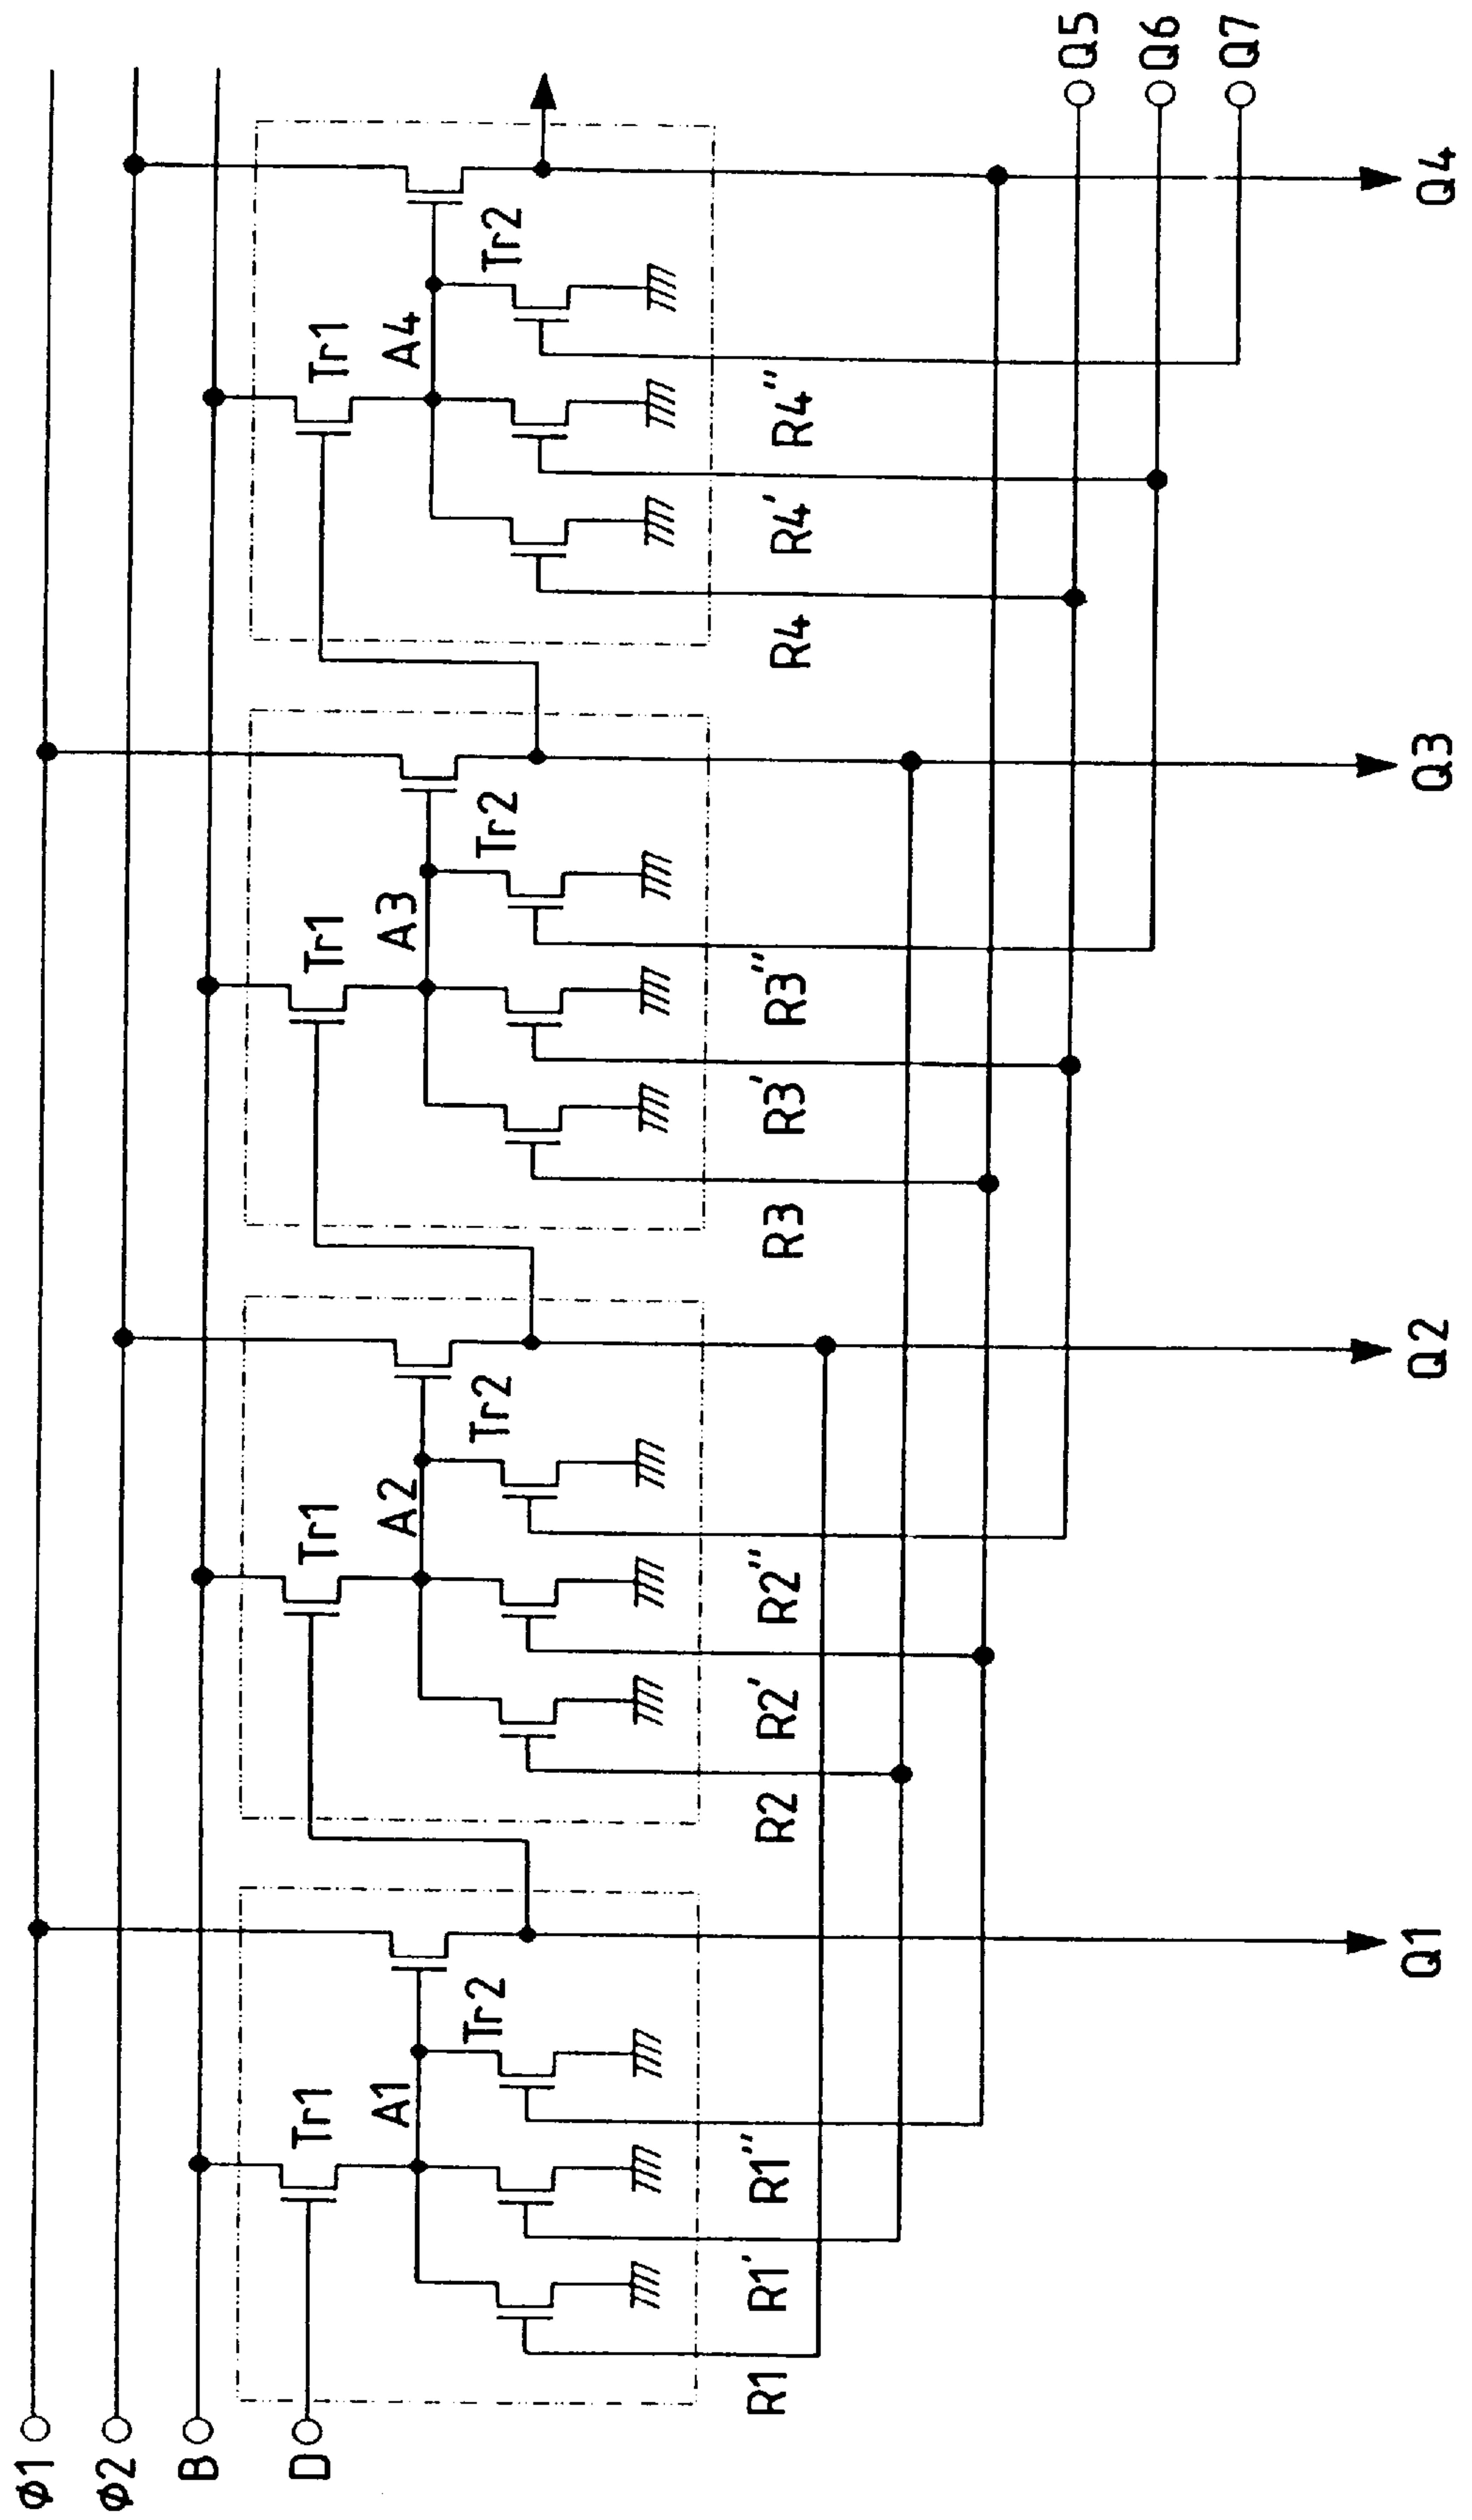 Φ1
Φ2
B
D
Tr1
Tr1
Tr1
Tr1
A1
A2
A3
A4
Tr2
Tr2
Tr2
Tr2
R1
R1′
R1″
R2
R2′
R2″
R3
R3′
R3″
R4
R4′
R4″
Q5
Q6
Q7
Q1
Q2
Q3
Q4